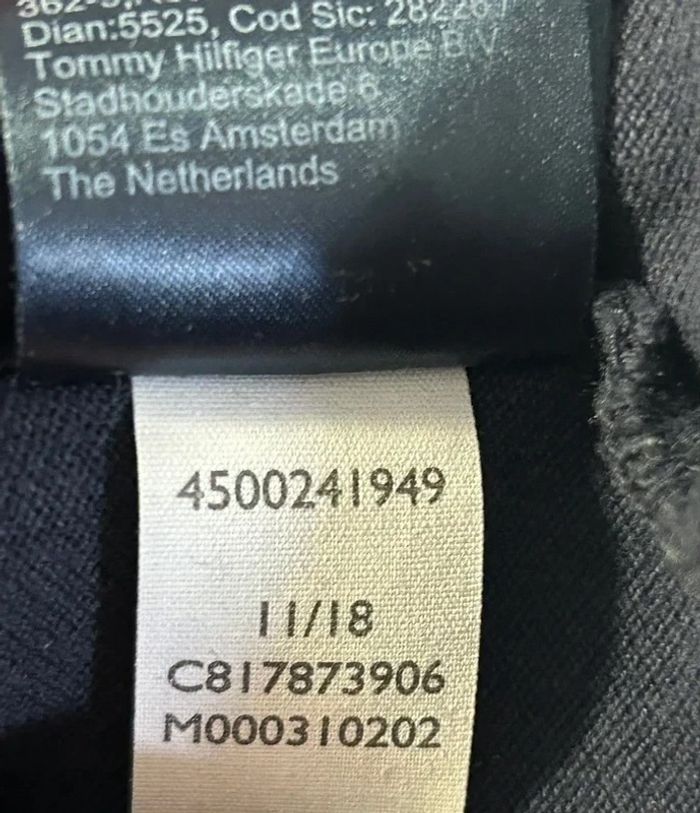 Dian:5525, Cod Sic:
Tommy Hilfiger Europe B.V
Stadhouderskade 6
1054 Es Amsterdam
The Netherlands
4500241949
11/18
C817873906
M000310202